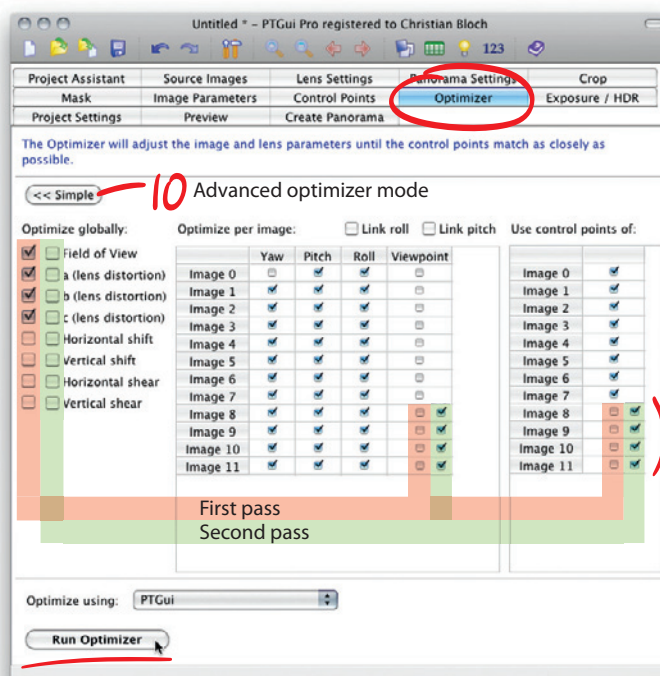 Untitled * – PTGui Pro registered to Christian Bloch
123
Project Assistant Source Images Lens Settings Panorama Settings Crop
Mask Image Parameters Control Points Optimizer Exposure / HDR
Project Settings Preview Create Panorama
The Optimizer will adjust the image and lens parameters until the control points match as closely as
possible.
<< Simple 10 Advanced optimizer mode
Optimize globally: Optimize per image: Link roll Link pitch Use control points of:
Field of View
a (lens distortion)
b (lens distortion)
c (lens distortion)
Horizontal shift
Vertical shift
Horizontal shear
Vertical shear
Yaw Pitch Roll Viewpoint
Image 0
Image 1
Image 2
Image 3
Image 4
Image 5
Image 6
Image 7
Image 8
Image 9
Image 10
Image 11
Image 0
Image 1
Image 2
Image 3
Image 4
Image 5
Image 6
Image 7
Image 8
Image 9
Image 10
Image 11
First pass
Second pass
Optimize using: PTGui
Run Optimizer